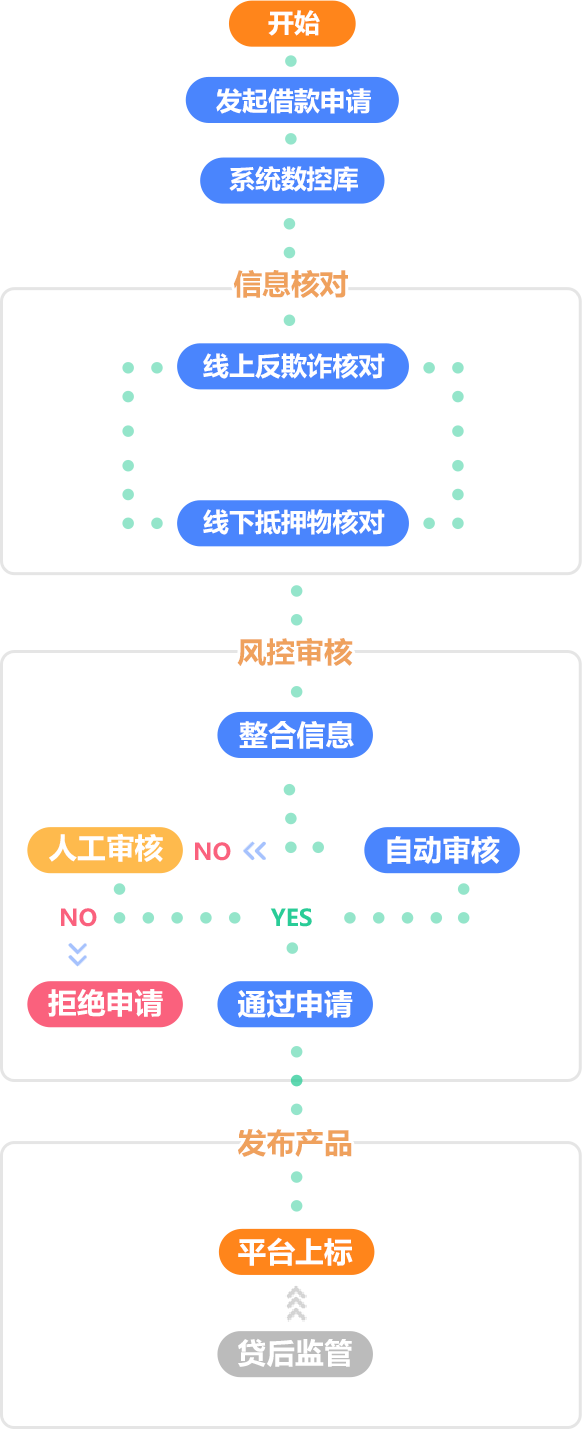 开始
发起借款申请
系统数控库
信息核对
线上反欺诈核对
线下抵押物核对
风控审核
整合信息
人工审核
NO
自动审核
NO
YES
拒绝申请
通过申请
发布产品
平台上标
贷后监管